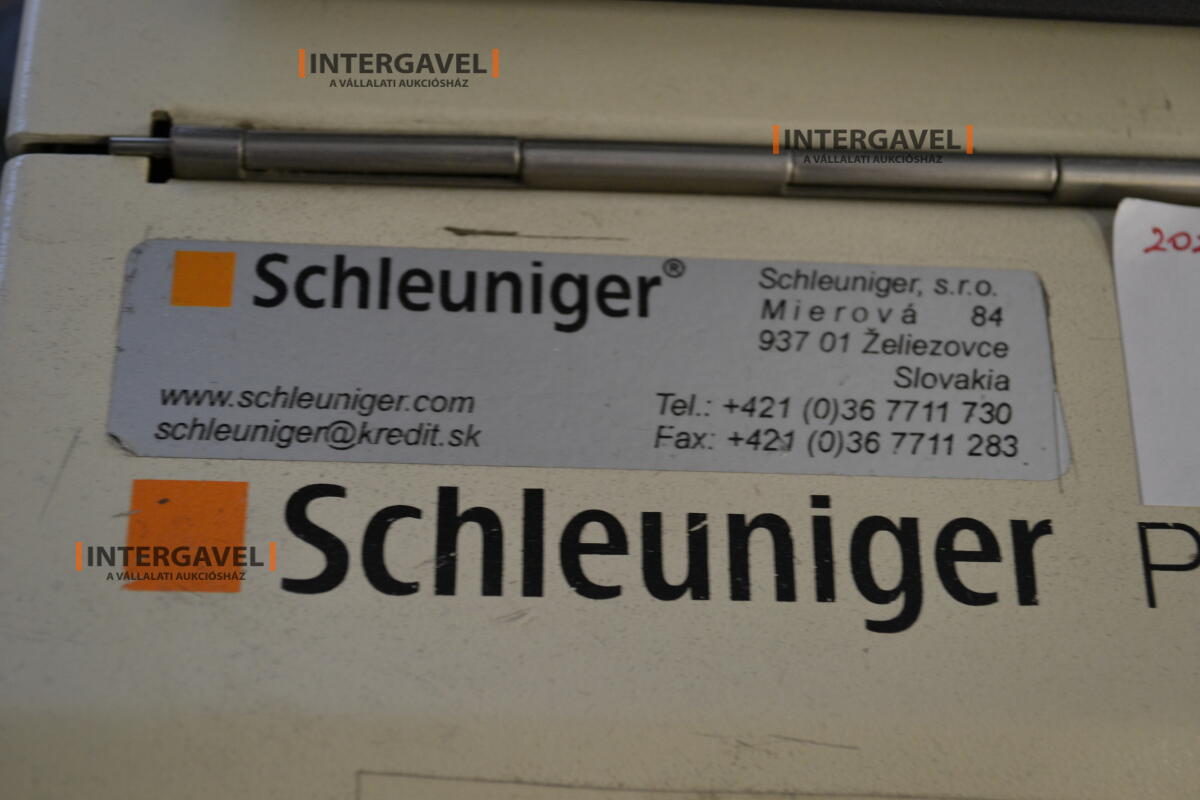 INTERGAVEL
A VÁLLALATI AUKCIÓSHÁZ
INTERGAVEL
A VÁLLALATI AUKCIÓSHÁZ
Schleuniger®
Schleuniger, s.r.o.
Mierová 84
937 01 Želiezovce
Slovakia
www.schleuniger.com
schleuniger@kredit.sk
Tel.: +421 (0)36 7711 730
Fax: +421 (0)36 7711 283
Schleuniger P
INTERGAVEL
A VÁLLALATI AUKCIÓSHÁZ